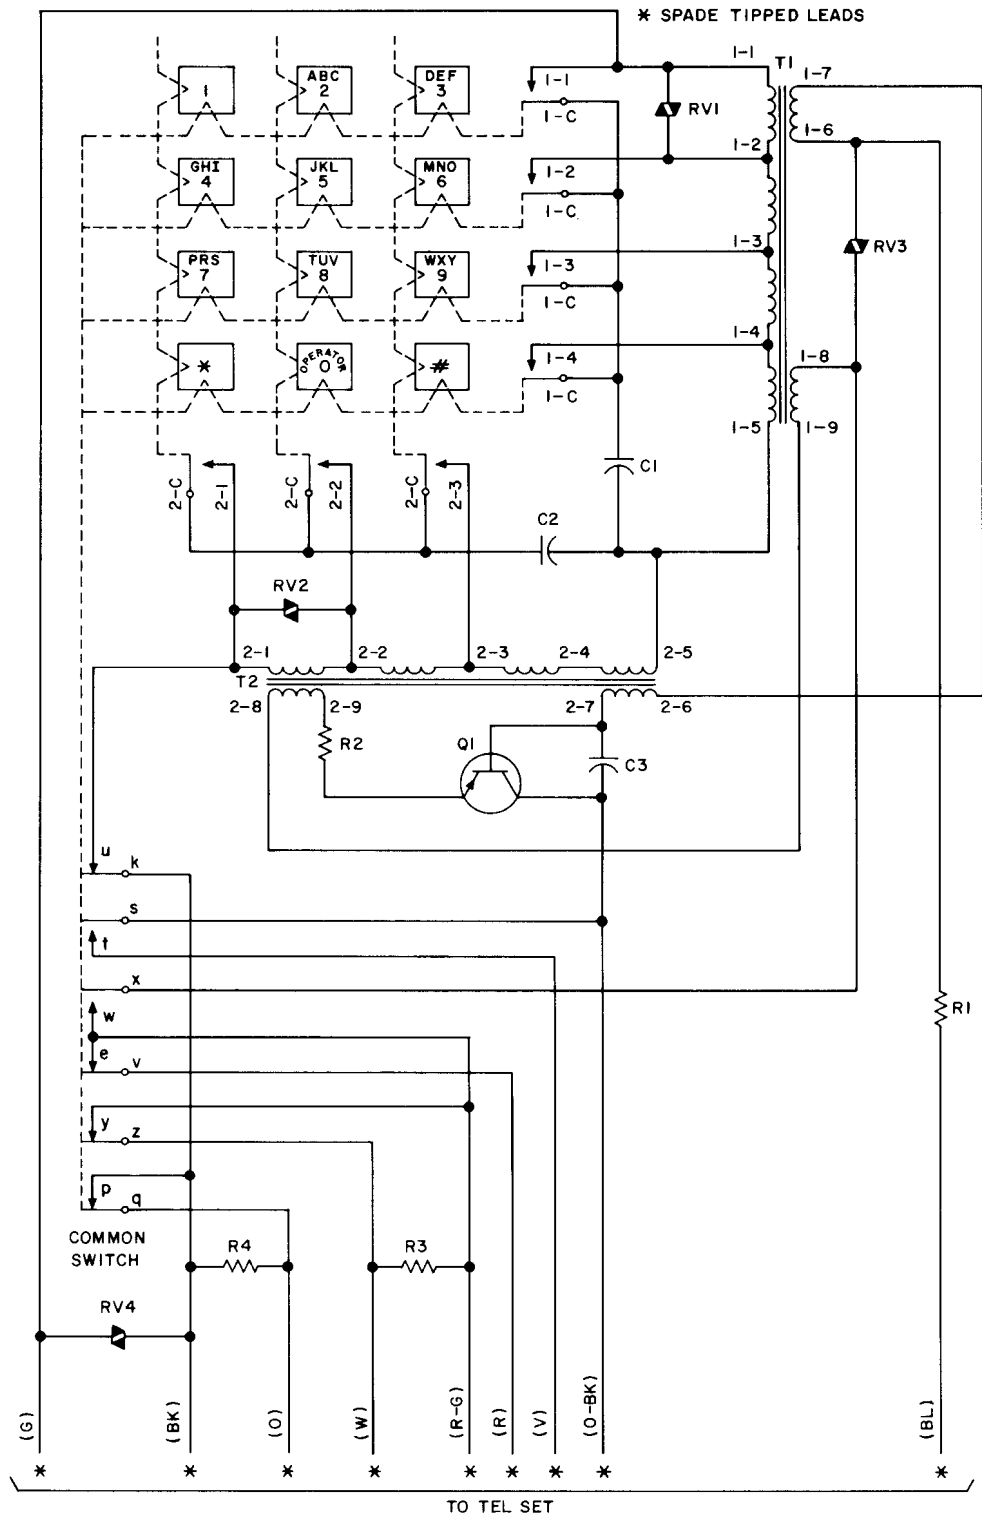 * SPADE TIPPED LEADS
1-1
T1
1-7
1
ABC
2
DEF
3
1-1
1-C
RV1
1-6
1-2
GHI
4
JKL
5
MNO
6
1-2
1-C
1-3
RV3
PRS
7
TUV
8
WXY
9
1-3
1-C
1-4
1-8
*
OPERATOR
0
#
1-4
1-C
1-5
1-9
C1
2-C
2-1
2-C
2-2
2-C
2-3
C2
RV2
2-1
2-2
2-3
2-4
2-5
T2
2-8
2-9
2-7
2-6
R2
Q1
C3
u
k
s
t
x
w
R1
e
v
y
z
p
q
COMMON
SWITCH
R4
R3
RV4
(G)
(BK)
(O)
(W)
(R-G)
(R)
(V)
(O-BK)
(BL)
* * * * * * * * *
TO TEL SET